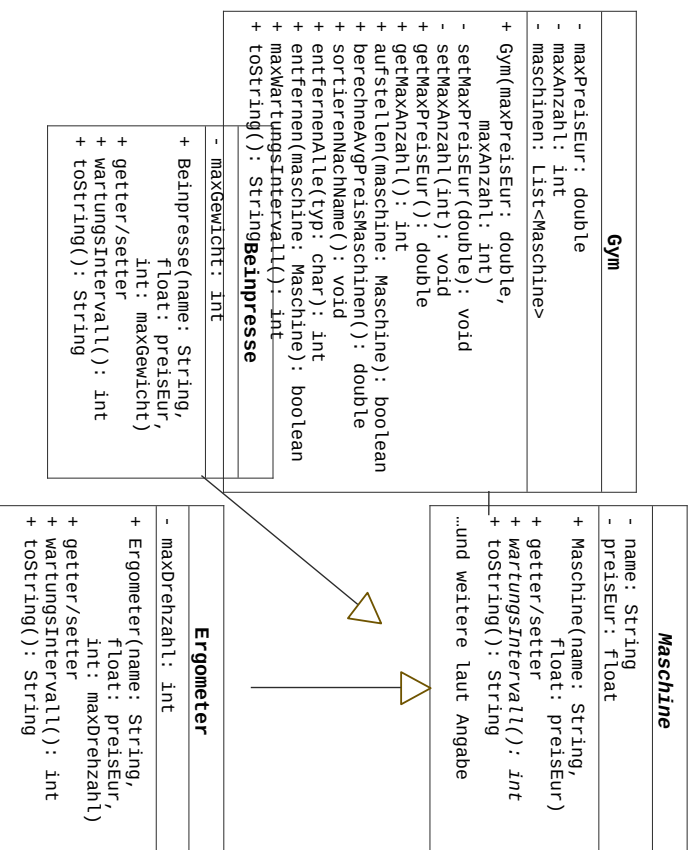 Gym
- maxPreisEur: double
- maxAnzahl: int
- maschinen: List<Maschine>
+ Gym(maxPreisEur: double,
maxAnzahl: int)
- setMaxPreisEur(double): void
- setMaxAnzahl(int): void
+ getMaxPreisEur(): double
+ getMaxAnzahl(): int
+ aufstellen(maschine: Maschine): boolean
+ berechneAvgPreisMaschinen(): double
+ sortierenNachName(): void
+ entfernenAlle(typ: char): int
+ entfernen(maschine: Maschine): boolean
+ maxWartungsIntervall(): int
+ toString(): String
Maschine
- name: String
- preisEur: float
+ Maschine(name: String,
float: preisEur)
+ getter/setter
+ wartungsIntervall(): int
+ toString(): String
…und weitere laut Angabe
Beinpresse
- maxGewicht: int
+ Beinpresse(name: String,
float: preisEur,
int: maxGewicht)
+ getter/setter
+ wartungsIntervall(): int
+ toString(): String
Ergometer
- maxDrehzahl: int
+ Ergometer(name: String,
float: preisEur,
int: maxDrehzahl)
+ getter/setter
+ wartungsIntervall(): int
+ toString(): String